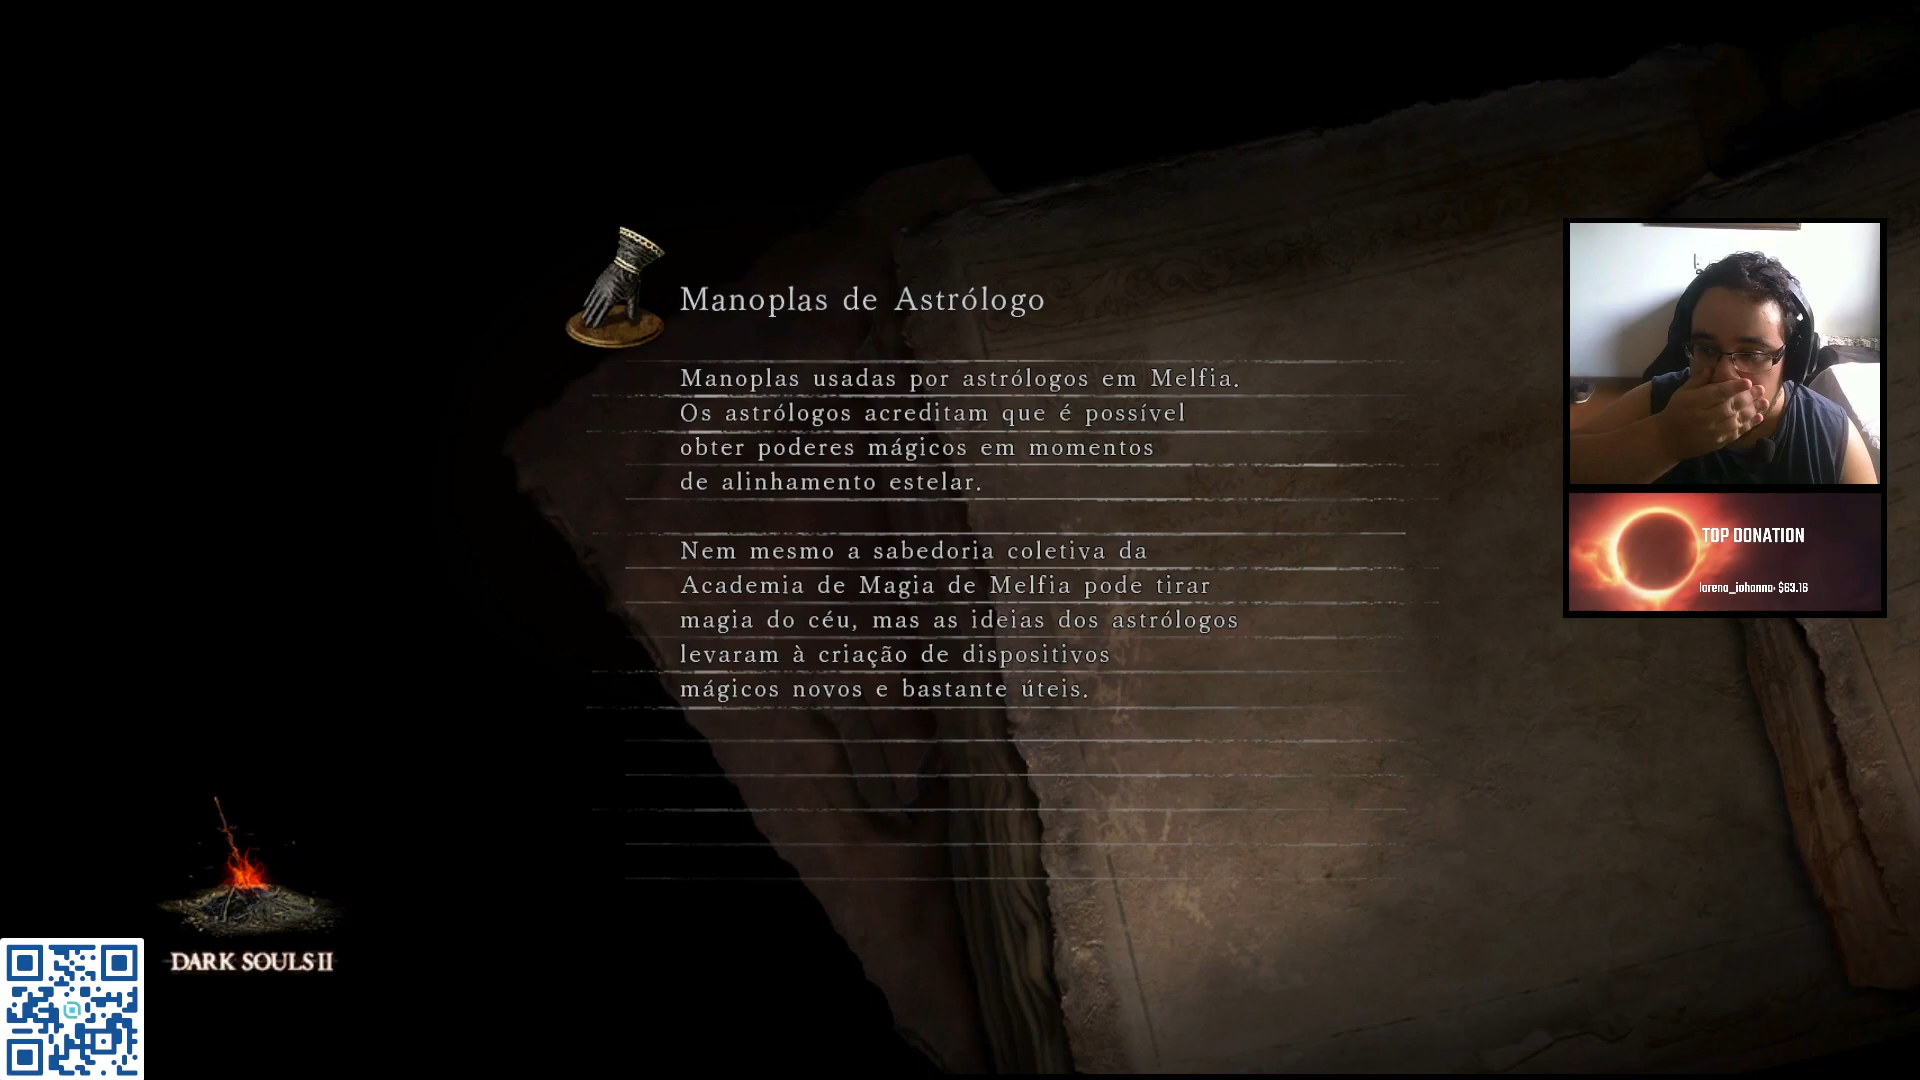 Manoplas de Astrólogo
Manoplas usadas por astrólogos em Melfia.
Os astrólogos acreditam que é possível
obter poderes mágicos em momentos
de alinhamento estelar.
Nem mesmo a sabedoria coletiva da
Academia de Magia de Melfia pode tirar
magia do céu, mas as ideias dos astrólogos
levaram à criação de dispositivos
mágicos novos e bastante úteis.
TOP DONATION
lorena_iohanna: $63.16
DARK SOULS II